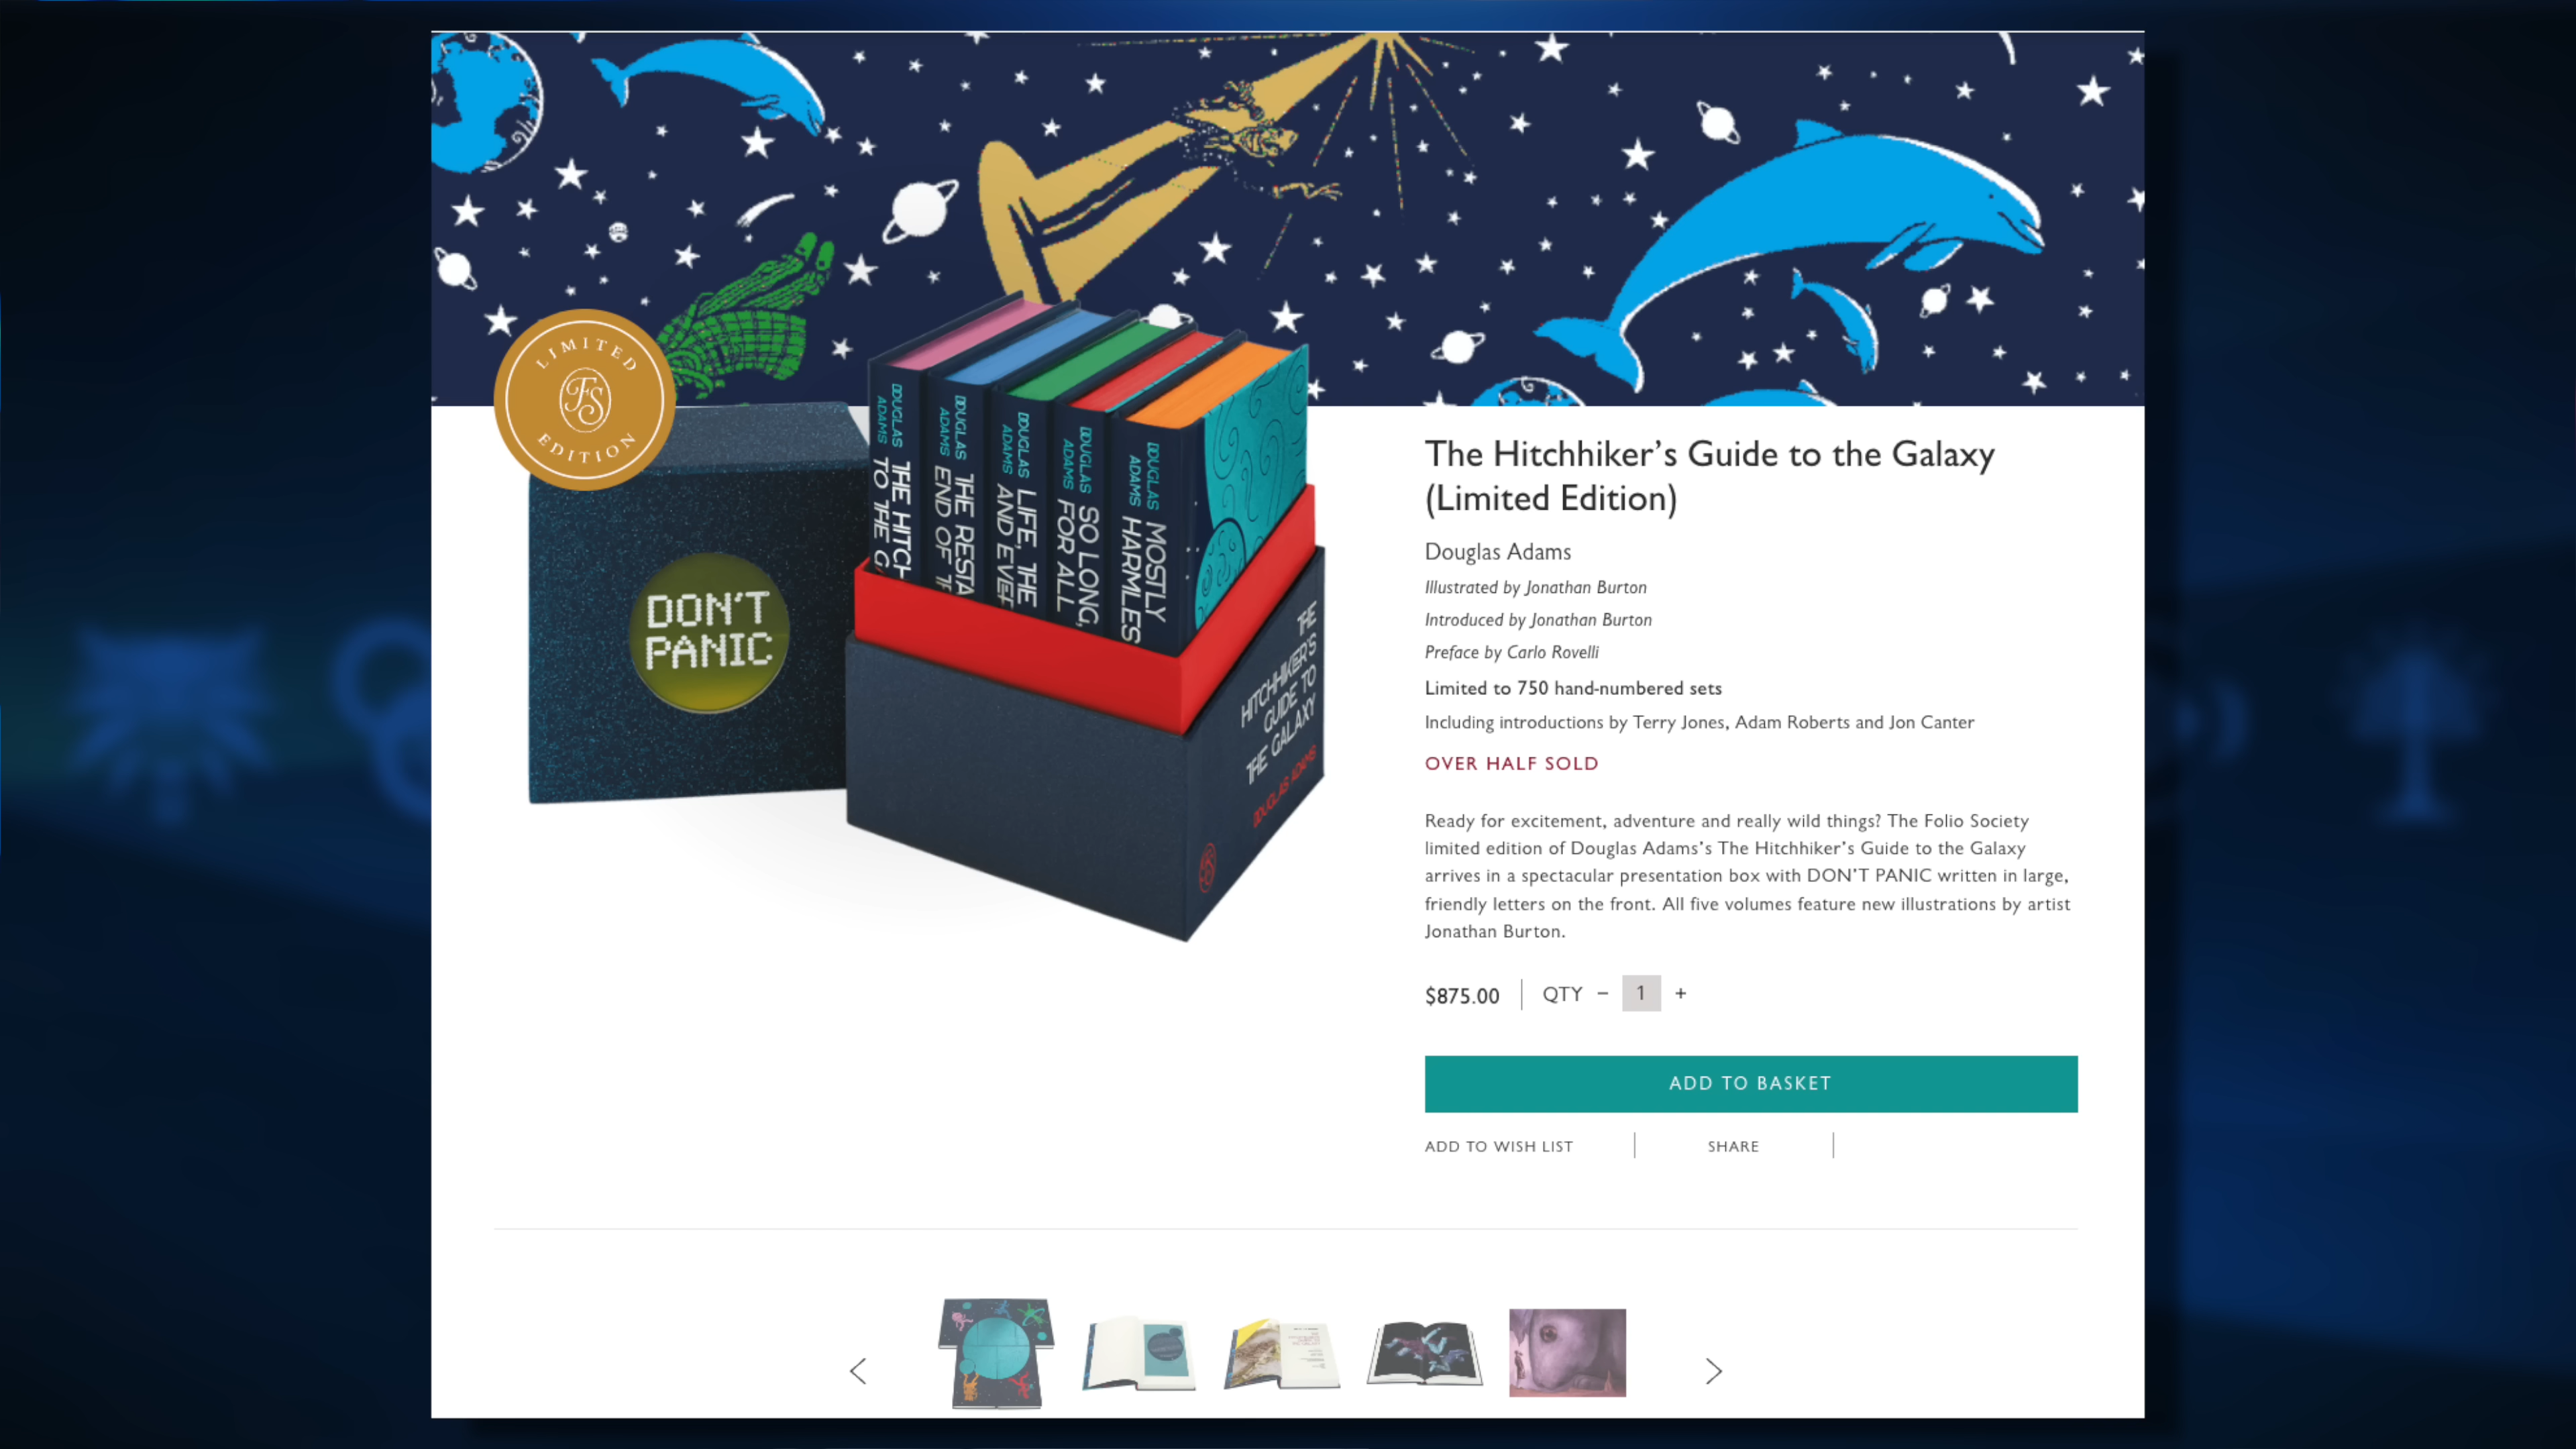 LIMITED
FS
EDITION
DON'T
PANIC
DOUGLAS
ADAMS
THE HITCH
TO THE G
DOUGLAS
ADAMS
THE RESTA
END OF T
DOUGLAS
ADAMS
LIFE, THE
AND EVE
DOUGLAS
ADAMS
SO LONG,
FOR ALL
DOUGLAS
ADAMS
MOSTLY
HARMLES
THE
HITCHHIKER'S
GUIDE TO
THE GALAXY
DOUGLAS ADAMS
The Hitchhiker's Guide to the Galaxy
(Limited Edition)
Douglas Adams
Illustrated by Jonathan Burton
Introduced by Jonathan Burton
Preface by Carlo Rovelli
Limited to 750 hand-numbered sets
Including introductions by Terry Jones, Adam Roberts and Jon Canter
OVER HALF SOLD
Ready for excitement, adventure and really wild things? The Folio Society
limited edition of Douglas Adams's The Hitchhiker's Guide to the Galaxy
arrives in a spectacular presentation box with DON'T PANIC written in large,
friendly letters on the front. All five volumes feature new illustrations by artist
Jonathan Burton.
$875.00 | QTY − 1 +
ADD TO BASKET
ADD TO WISH LIST | SHARE |